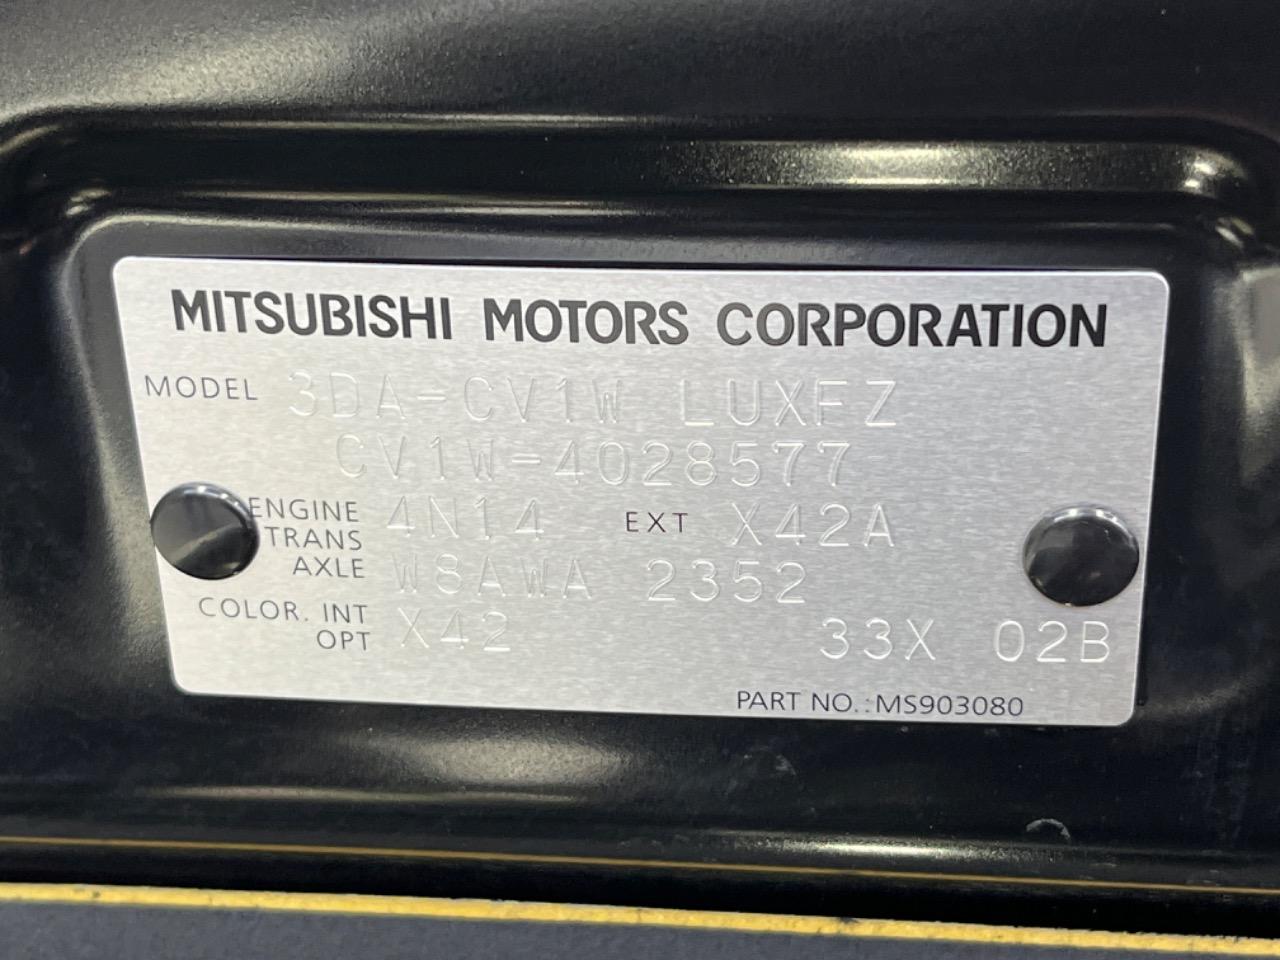 MITSUBISHI MOTORS CORPORATION
MODEL 3DA-CV1W LUXFZ
CV1W-4028577
ENGINE 4N14 EXT X42A
TRANS
AXLE W8AWA 2352
COLOR. INT
OPT X42 33X 02B
PART NO.:MS903080